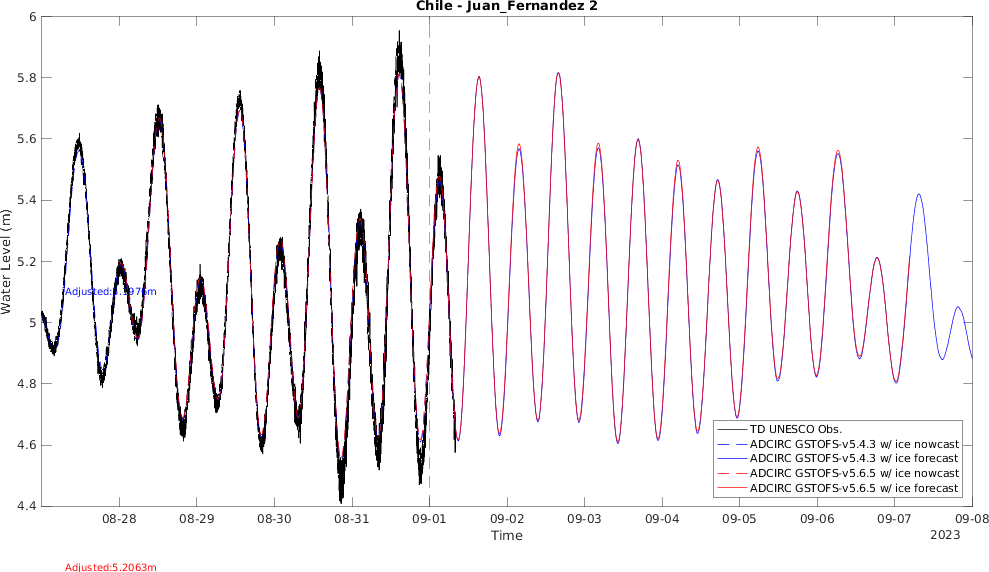 Chile - Juan_Fernandez 2
6
5.8
5.6
5.4
5.2
5
4.8
4.6
4.4
Water Level (m)
TD UNESCO Obs.
ADCIRC GSTOFS-v5.4.3 w/ ice nowcast
ADCIRC GSTOFS-v5.4.3 w/ ice forecast
ADCIRC GSTOFS-v5.6.5 w/ ice nowcast
ADCIRC GSTOFS-v5.6.5 w/ ice forecast
08-28 08-29 08-30 08-31 09-01 09-02 09-03 09-04 09-05 09-06 09-07 09-08
Time
2023
Adjusted:5.2063m